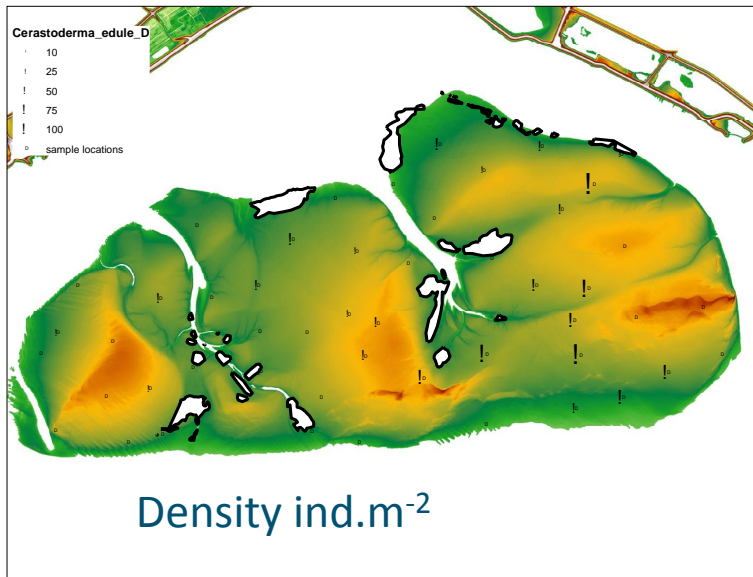 Cerastoderma_edule_D
! 10
! 25
! 50
! 75
! 100
D sample locations
Density ind.m-2